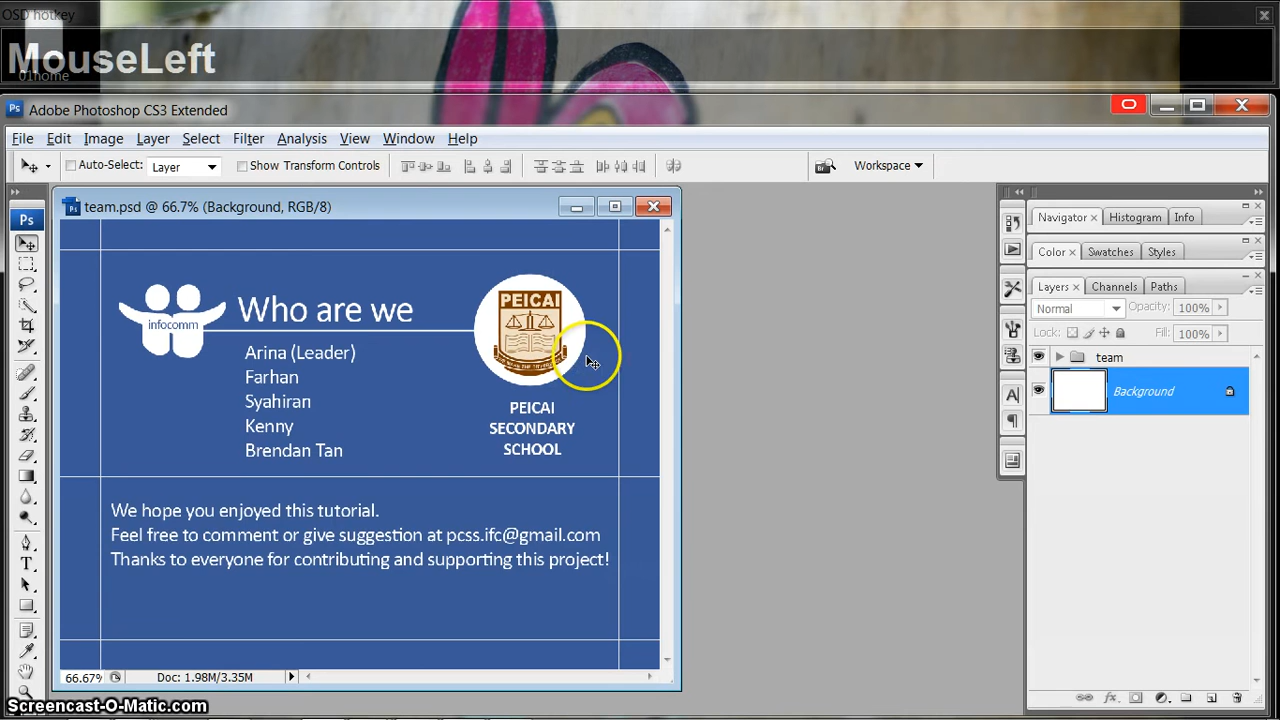 OSD hotkey
MouseLeft
01home
Ps Adobe Photoshop CS3 Extended
File Edit Image Layer Select Filter Analysis View Window Help
Auto-Select: Layer Show Transform Controls Workspace
team.psd @ 66.7% (Background, RGB/8)
Ps
infocomm
Who are we
Arina (Leader)
Farhan
Syahiran
Kenny
Brendan Tan
PEICAI
PEICAI
SECONDARY
SCHOOL
We hope you enjoyed this tutorial.
Feel free to comment or give suggestion at pcss.ifc@gmail.com
Thanks to everyone for contributing and supporting this project!
66.67% Doc: 1.98M/3.35M
Navigator × Histogram Info
Color × Swatches Styles
Layers × Channels Paths
Normal Opacity: 100%
Lock: Fill: 100%
team
Background
Screencast-O-Matic.com